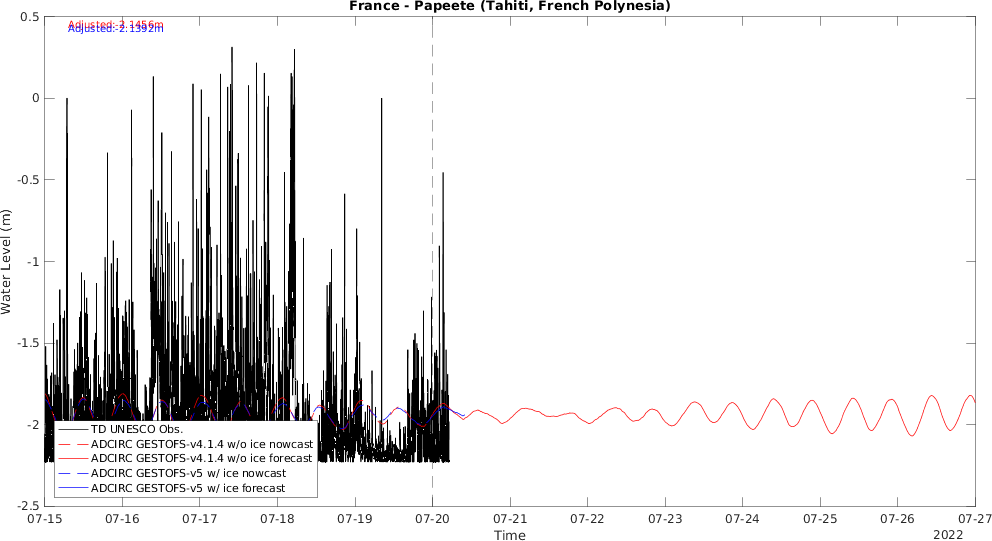 France - Papeete (Tahiti, French Polynesia)
Adjusted:-2.1456m
Adjusted:-2.1392m
0.5
0
-0.5
-1
-1.5
-2
-2.5
Water Level (m)
TD UNESCO Obs.
ADCIRC GESTOFS-v4.1.4 w/o ice nowcast
ADCIRC GESTOFS-v4.1.4 w/o ice forecast
ADCIRC GESTOFS-v5 w/ ice nowcast
ADCIRC GESTOFS-v5 w/ ice forecast
07-15 07-16 07-17 07-18 07-19 07-20 07-21 07-22 07-23 07-24 07-25 07-26 07-27
Time
2022